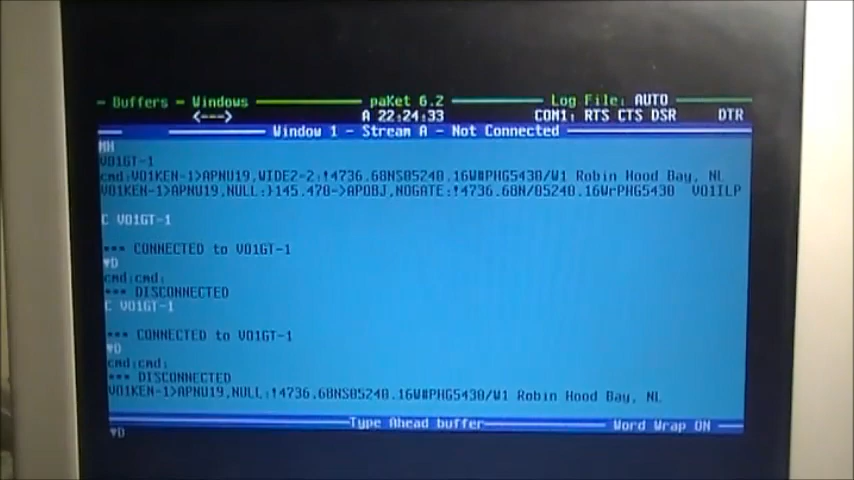 Buffers Windows paKet 6.2 Log File: AUTO
<---> A 22:24:33 COM1: RTS CTS DSR DTR
Window 1 - Stream A - Not Connected
MH
VO1GT-1
cmd:VO1KEN-1>APNU19,WIDE2-2:!4736.68NS05240.16W#PHG5430/W1 Robin Hood Bay, NL
VO1KEN-1>APNU19,NULL:}145.470->APOBJ,NOGATE:!4736.68N/05240.16WrPHG5430 VO1ILP
C VO1GT-1
*** CONNECTED to VO1GT-1
▼D
cmd:cmd:
*** DISCONNECTED
C VO1GT-1
*** CONNECTED to VO1GT-1
▼D
cmd:cmd:
*** DISCONNECTED
VO1KEN-1>APNU19,NULL:!4736.68NS05240.16W#PHG5430/W1 Robin Hood Bay, NL
Type Ahead buffer Word Wrap ON
▼D